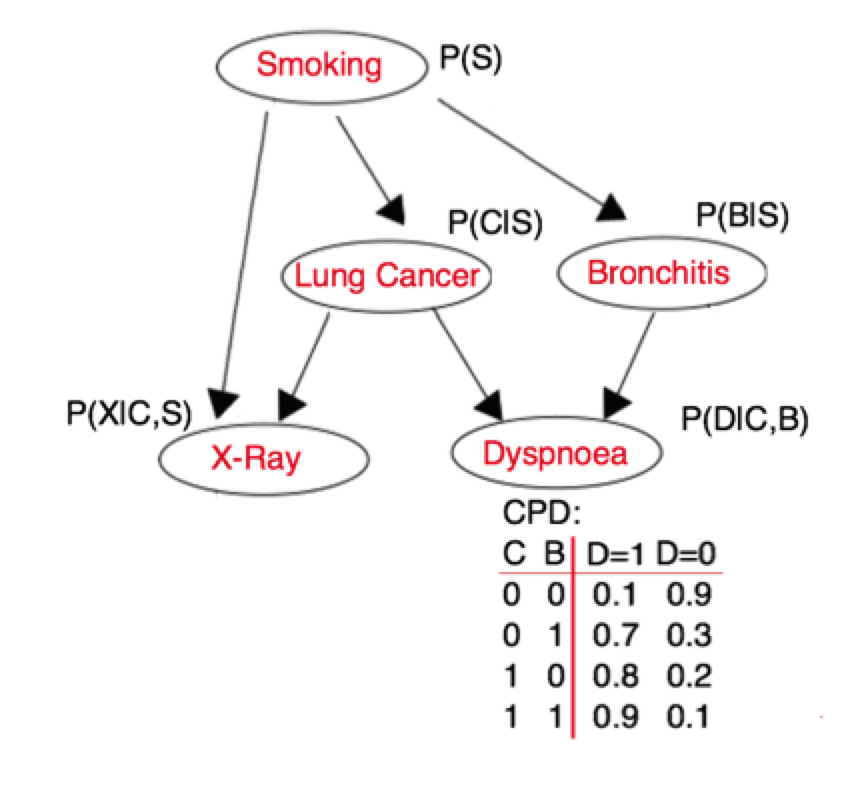 Smoking P(S)
P(C|S)
P(B|S)
Lung Cancer
Bronchitis
P(X|C,S)
P(D|C,B)
X-Ray
Dyspnoea
CPD:
C B D=1 D=0
0 0 0.1 0.9
0 1 0.7 0.3
1 0 0.8 0.2
1 1 0.9 0.1